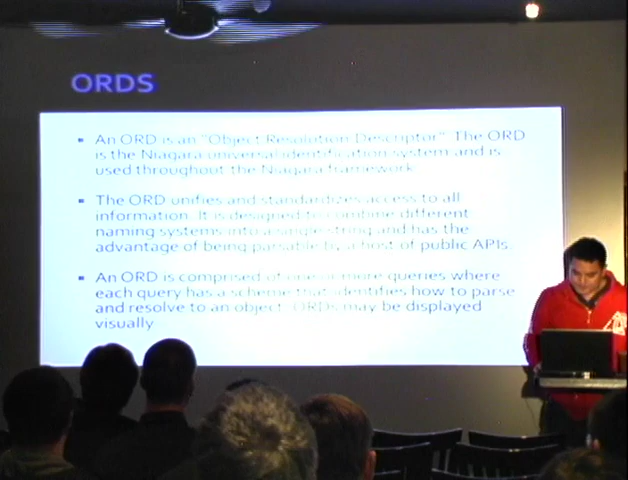 ORDS
An ORD is an "Object Resolution Descriptor". The ORD
is the Niagara universal identification system and is
used throughout the Niagara framework
The ORD unifies and standardizes access to all
information. It is designed to combine different
naming systems into a single string and has the
advantage of being parsable by a host of public APIs.
An ORD is comprised of one or more queries where
each query has a scheme that identifies how to parse
and resolve to an object. ORDs may be displayed
visually